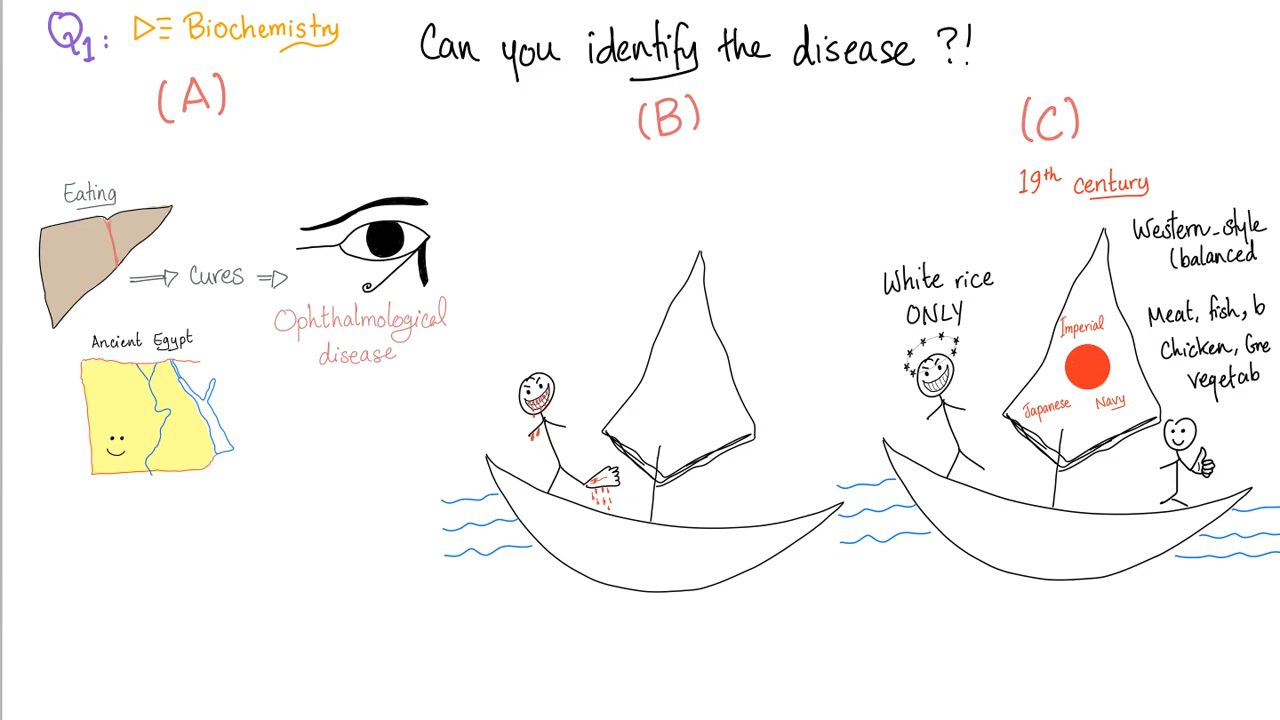 Q1: Biochemistry
Can you identify the disease ?!
(A)
Eating
Cures
Ophthalmological
disease
Ancient Egypt
(B)
(C)
19th century
White rice
ONLY
Western-style
(balanced
Meat, fish, b
Chicken, Gre
vegetab
Imperial
Japanese Navy